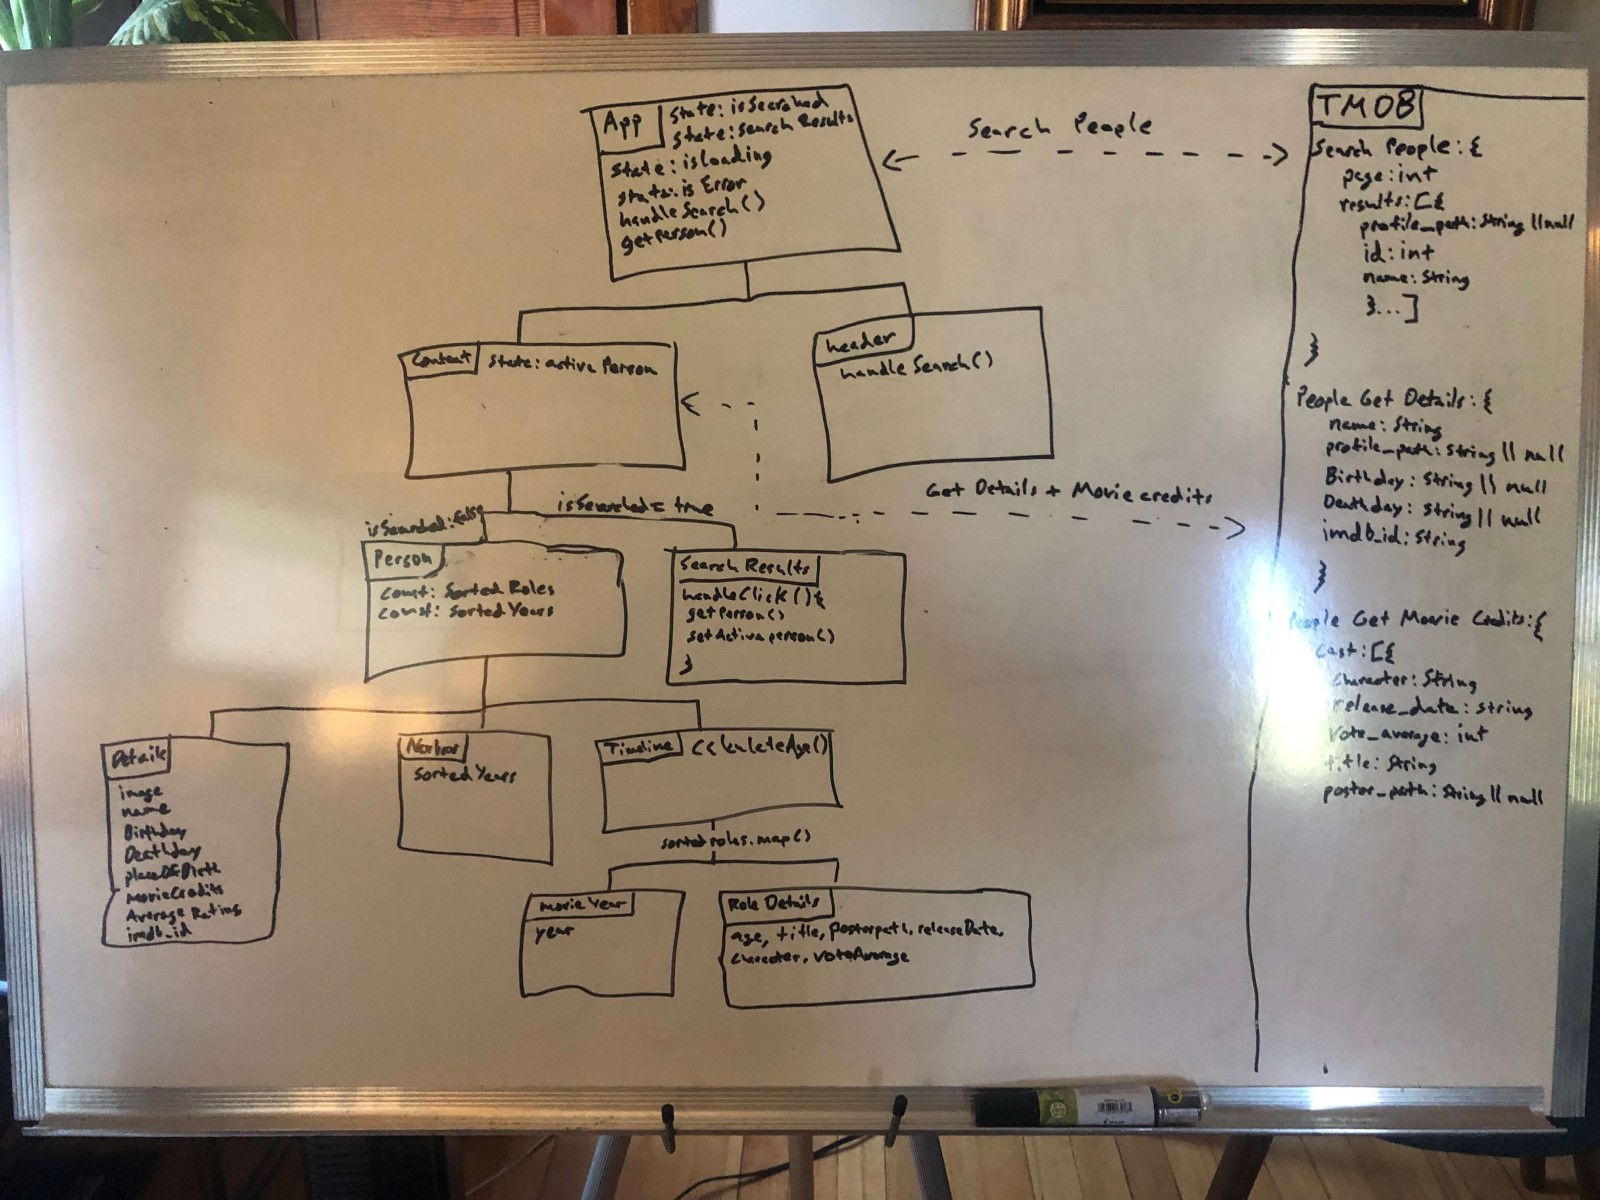 App
State: isSearched
state: search Results
state: isloading
state: is Error
handle Search()
getperson()
Search People
TMDB
Search People: {
page: int
results: [{
profile_path: String || null
id: int
name: String
}...]
}
Content
state: active Person
header
handle Search()
People Get Details: {
name: String
profile_path: String || null
Birthday: String || null
Deathday: String || null
imdb_id: String
}
Get Details + Movie credits
isSearched: false
isSearched = true
Person
const: Sorted Roles
const: Sorted Years
Search Results
handleClick(){
getPerson()
setActiveperson()
}
People Get Movie Credits: {
Cast: [{
character: String
release_date: String
vote_average: int
title: String
poster_path: String || null
Details
image
name
Birthday
Deathday
placeOfBirth
movieCredits
Average Rating
imdb_id
Navbar
sorted Years
Timeline
calculateAge()
sortedroles.map()
movie Year
year
Role Details
age, title, Posterpath, releaseDate,
character, voteAverage